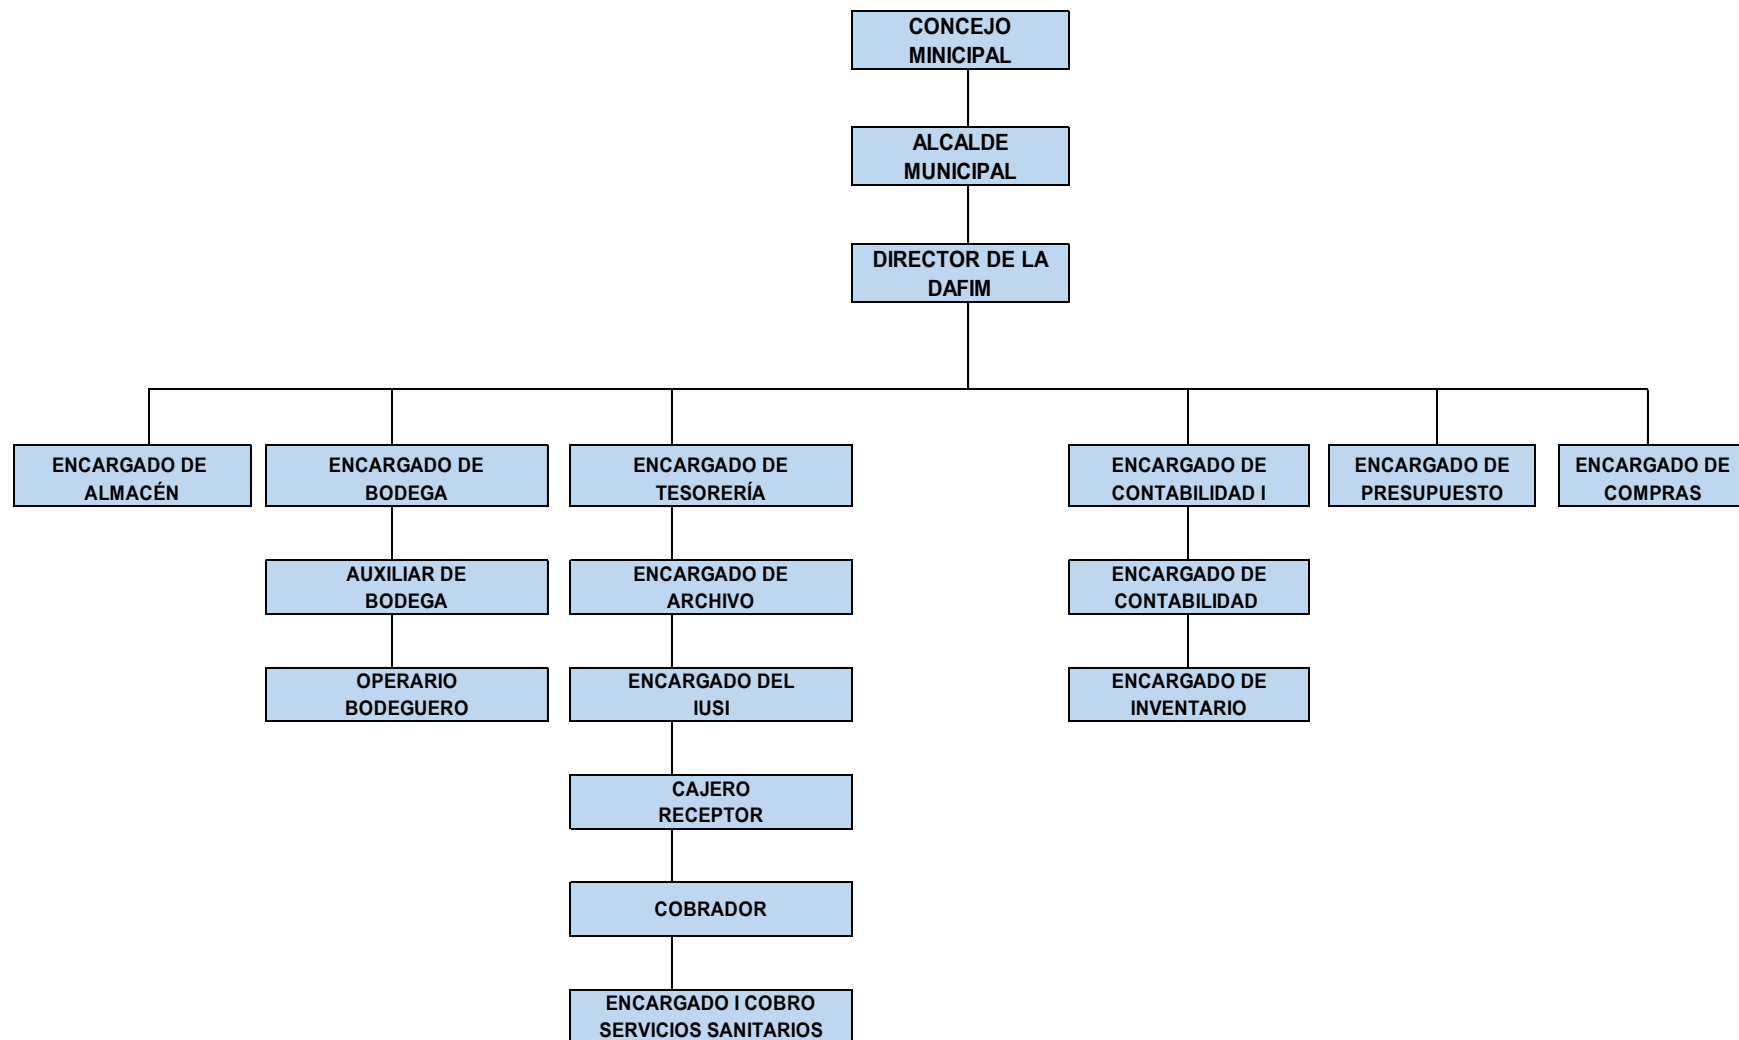 CONCEJO
MINICIPAL
ALCALDE
MUNICIPAL
DIRECTOR DE LA
DAFIM
ENCARGADO DE
ALMACÉN
ENCARGADO DE
BODEGA
ENCARGADO DE
TESORERÍA
ENCARGADO DE
CONTABILIDAD I
ENCARGADO DE
PRESUPUESTO
ENCARGADO DE
COMPRAS
AUXILIAR DE
BODEGA
ENCARGADO DE
ARCHIVO
ENCARGADO DE
CONTABILIDAD
OPERARIO
BODEGUERO
ENCARGADO DEL
IUSI
ENCARGADO DE
INVENTARIO
CAJERO
RECEPTOR
COBRADOR
ENCARGADO I COBRO
SERVICIOS SANITARIOS